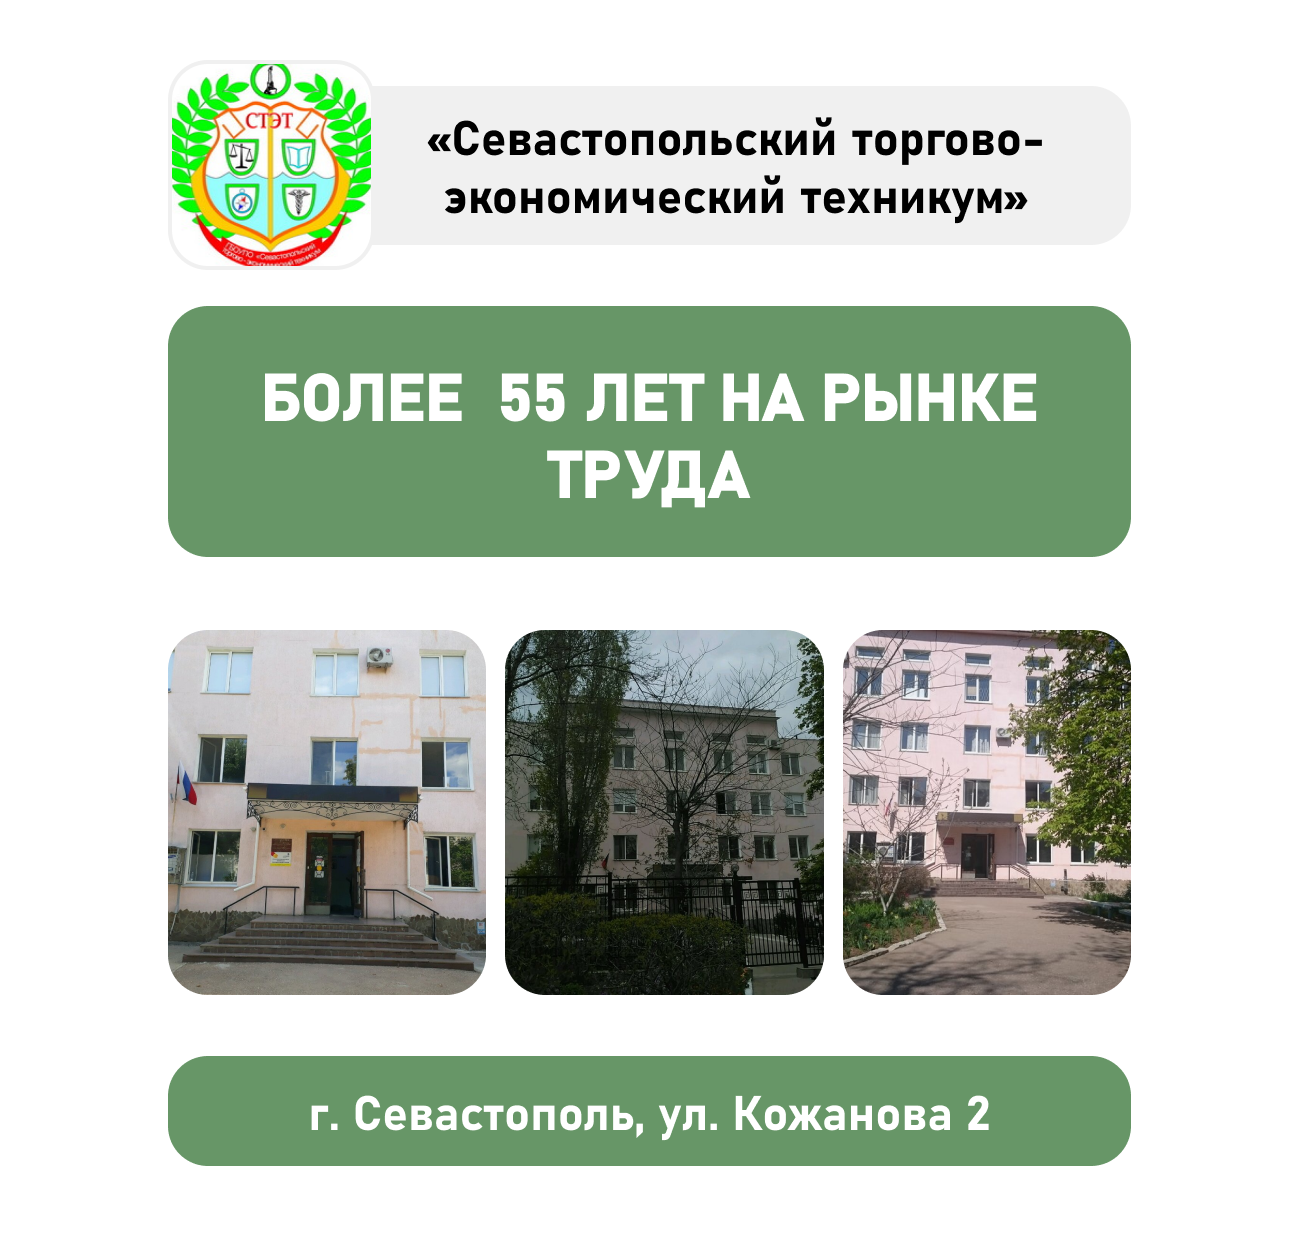 СТЭТ
ГБОУПО «Севастопольский
торгово-экономический техникум»
«Севастопольский торгово-
экономический техникум»
БОЛЕЕ  55 ЛЕТ НА РЫНКЕ
ТРУДА
г. Севастополь, ул. Кожанова 2